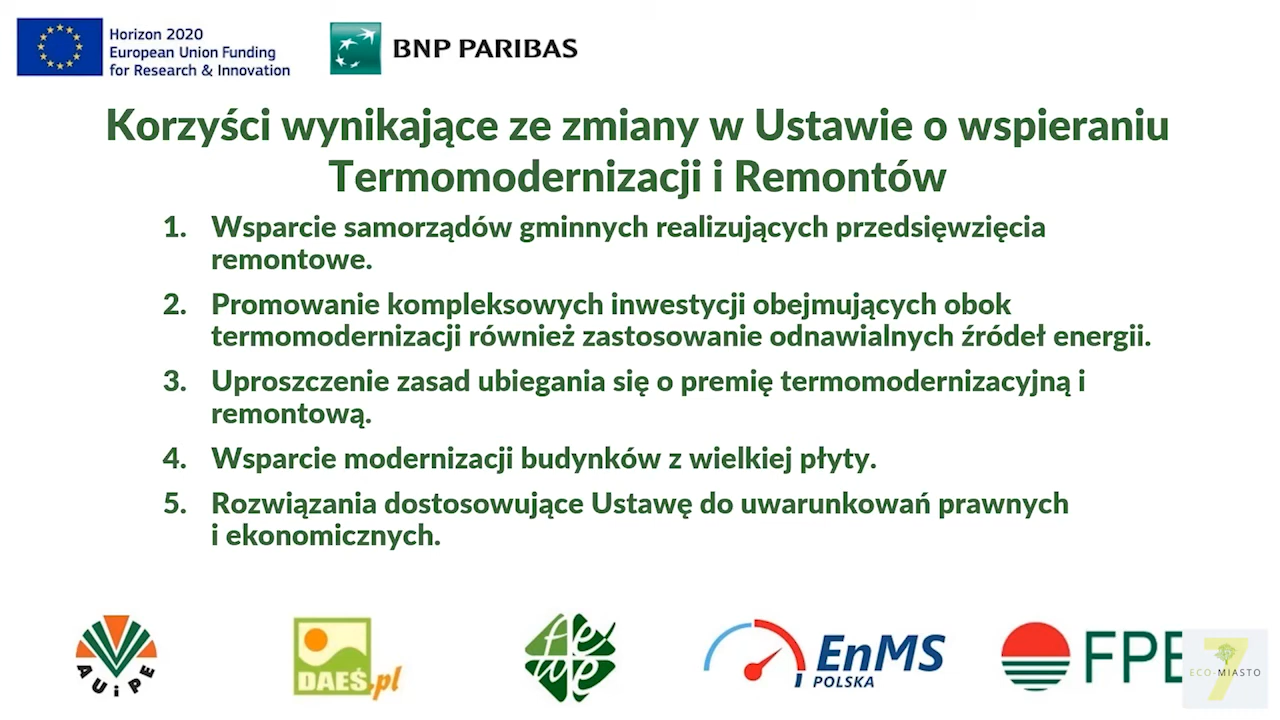 Horizon 2020
European Union Funding
for Research & Innovation
BNP PARIBAS
Korzyści wynikające ze zmiany w Ustawie o wspieraniu
Termomodernizacji i Remontów
1. Wsparcie samorządów gminnych realizujących przedsięwzięcia
remontowe.
2. Promowanie kompleksowych inwestycji obejmujących obok
termomodernizacji również zastosowanie odnawialnych źródeł energii.
3. Uproszczenie zasad ubiegania się o premię termomodernizacyjną i
remontową.
4. Wsparcie modernizacji budynków z wielkiej płyty.
5. Rozwiązania dostosowujące Ustawę do uwarunkowań prawnych
i ekonomicznych.
AUiPE
DAEŚ.pl
fewe
EnMS
POLSKA
FPE
7
ECO-MIASTO